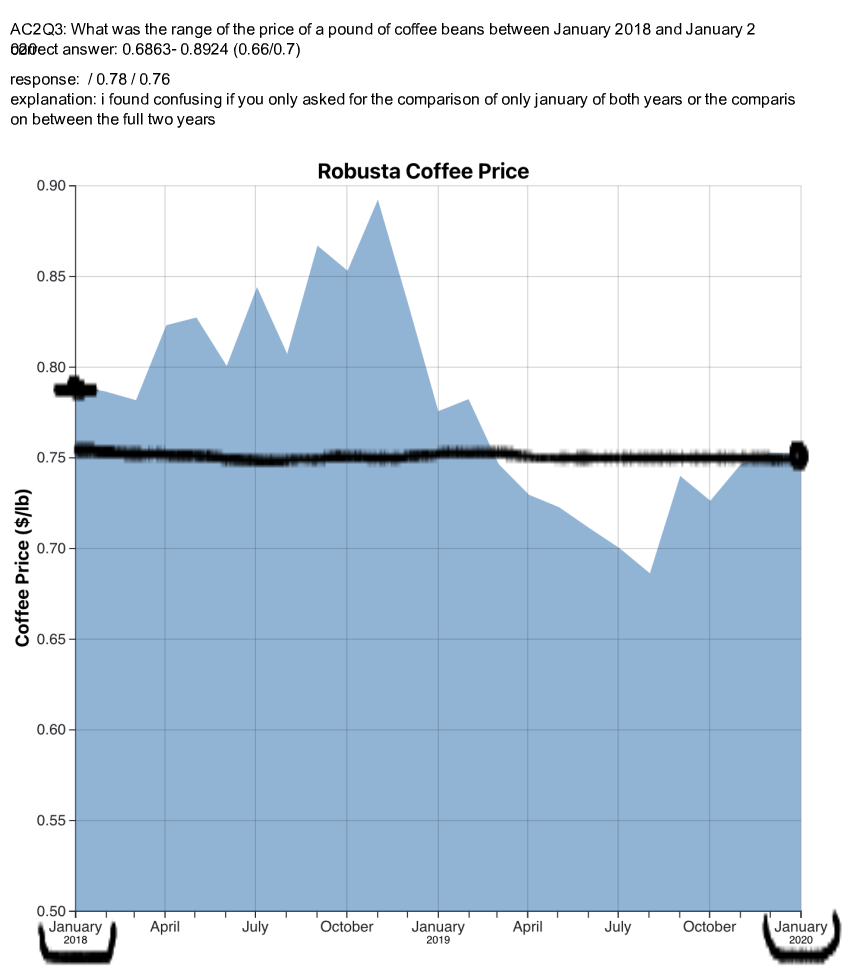 AC2Q3: What was the range of the price of a pound of coffee beans between January 2018 and January 2
correct answer: 0.6863- 0.8924 (0.66/0.7)
response:  / 0.78 / 0.76
explanation: i found confusing if you only asked for the comparison of only january of both years or the comparis
on between the full two years
Robusta Coffee Price
0.90
0.85
0.80
0.75
0.70
0.65
0.60
0.55
0.50
Coffee Price ($/lb)
January April July October January April July October January
2018 2019 2020